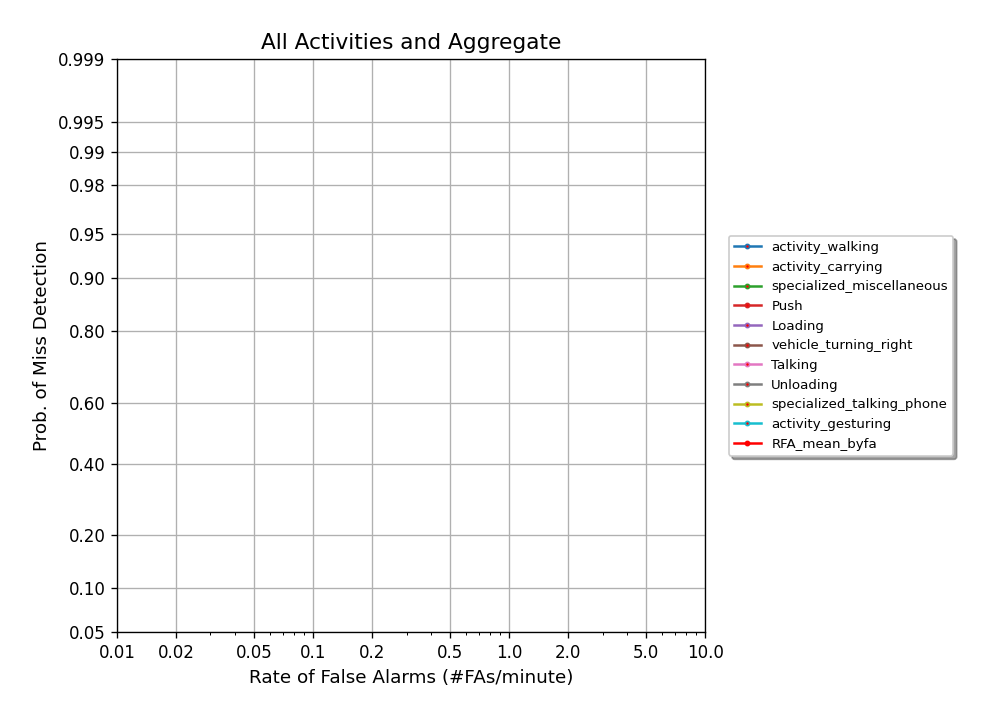 All Activities and Aggregate
0.999
0.995
0.99
0.98
0.95
0.90
0.80
0.60
0.40
0.20
0.10
0.05
Prob. of Miss Detection
0.01 0.02 0.05 0.1 0.2 0.5 1.0 2.0 5.0 10.0
Rate of False Alarms (#FAs/minute)
activity_walking
activity_carrying
specialized_miscellaneous
Push
Loading
vehicle_turning_right
Talking
Unloading
specialized_talking_phone
activity_gesturing
RFA_mean_byfa